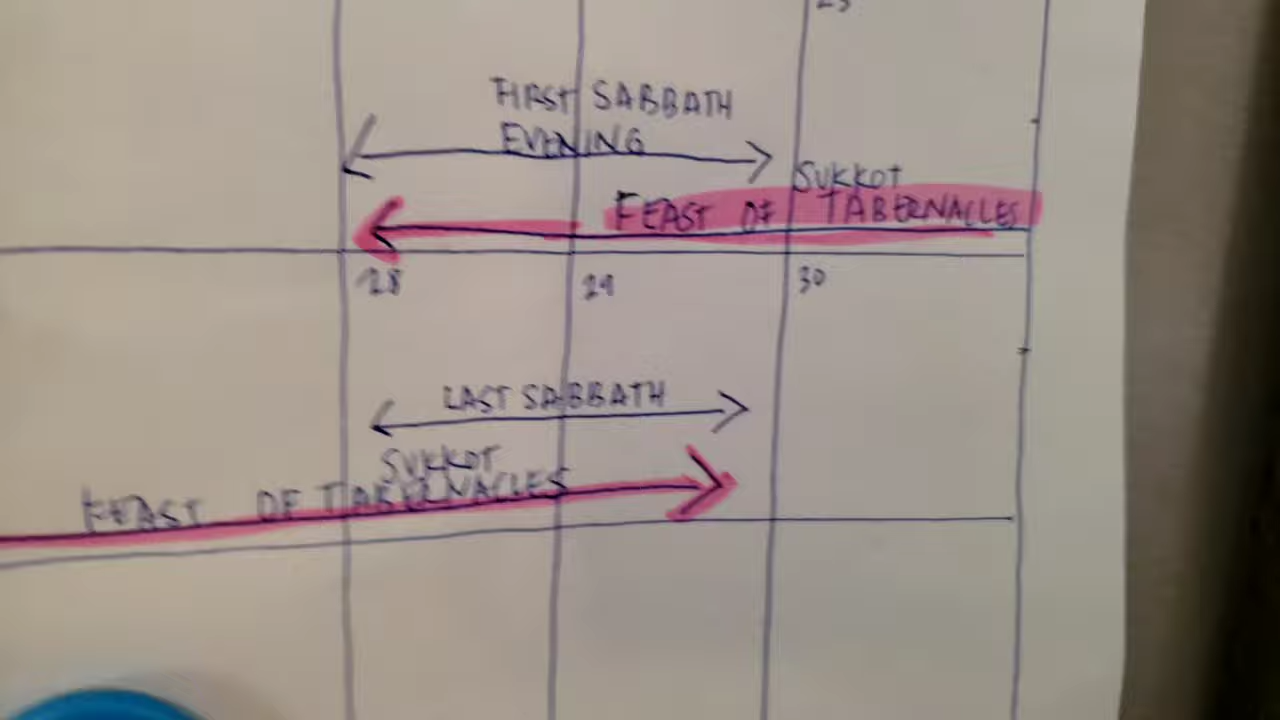 FIRST SABBATH
EVENING
SUKKOT
FEAST OF TABERNACLES
28 29 30
LAST SABBATH
SUKKOT
FEAST OF TABERNACLES